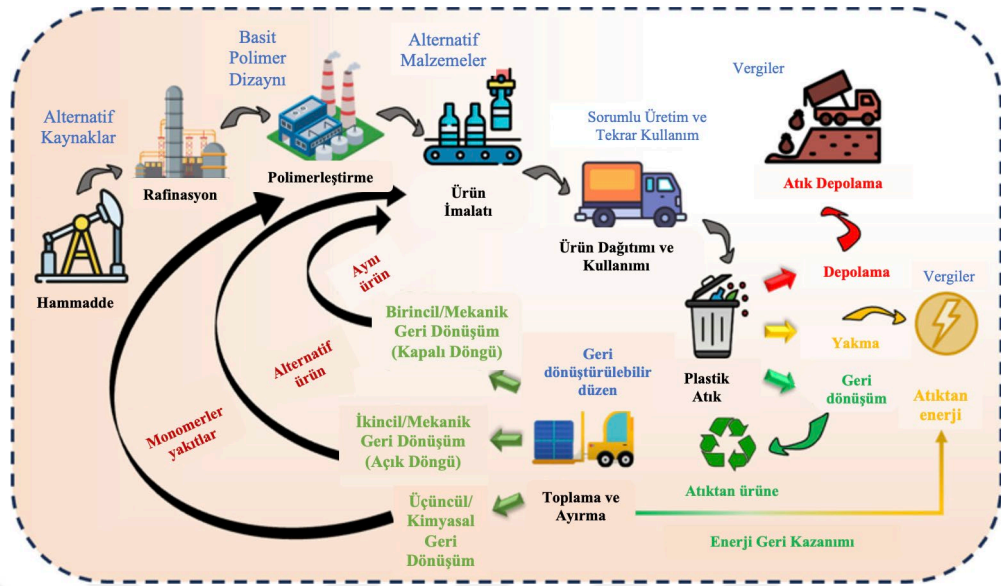 Alternatif
Kaynaklar
Basit
Polimer
Dizaynı
Alternatif
Malzemeler
Vergiler
Sorumlu Üretim ve
Tekrar Kullanım
Rafinasyon
Polimerleştirme
Ürün
İmalatı
Atık Depolama
Ürün Dağıtımı ve
Kullanımı
Hammadde
Aynı
ürün
Depolama
Vergiler
Birincil/Mekanik
Geri Dönüşüm
(Kapalı Döngü)
Yakma
Geri
dönüştürülebilir
düzen
Plastik
Atık
Geri
dönüşüm
Atıktan
enerji
Alternatif
ürün
Monomerler
yakıtlar
İkincil/Mekanik
Geri Dönüşüm
(Açık Döngü)
Atıktan ürüne
Üçüncül/
Kimyasal
Geri
Dönüşüm
Toplama ve
Ayırma
Enerji Geri Kazanımı